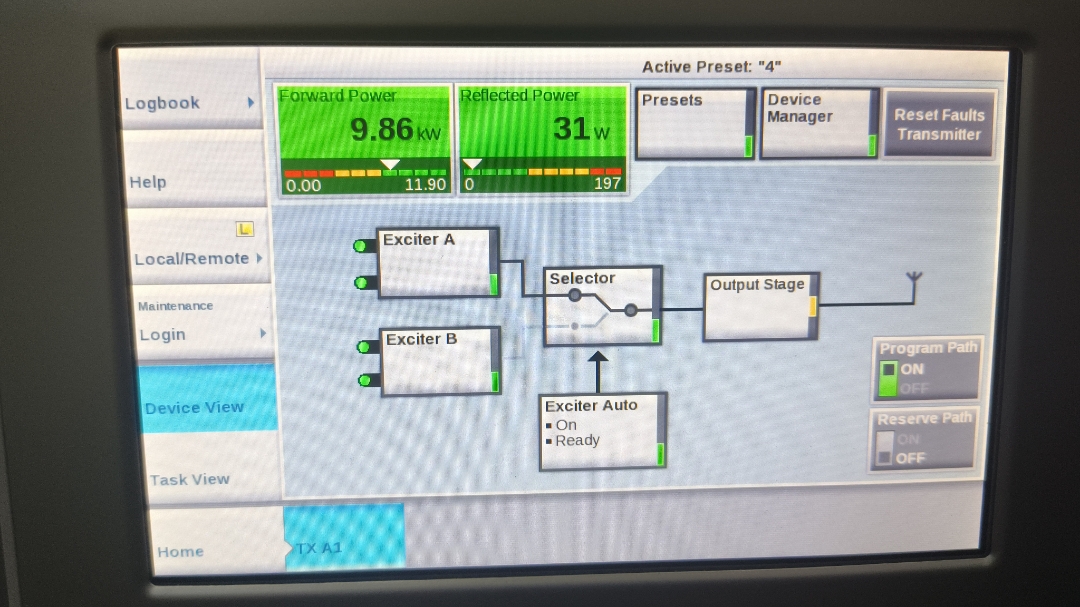 Active Preset: "4"
Logbook
Forward Power
9.86 kW
0.00 11.90
Reflected Power
31 W
0 197
Presets
Device
Manager
Reset Faults
Transmitter
Help
L
Local/Remote
Maintenance
Login
Device View
Task View
Home
TX A1
Exciter A
Exciter B
Selector
Output Stage
Exciter Auto
On
Ready
Program Path
ON
OFF
Reserve Path
ON
OFF